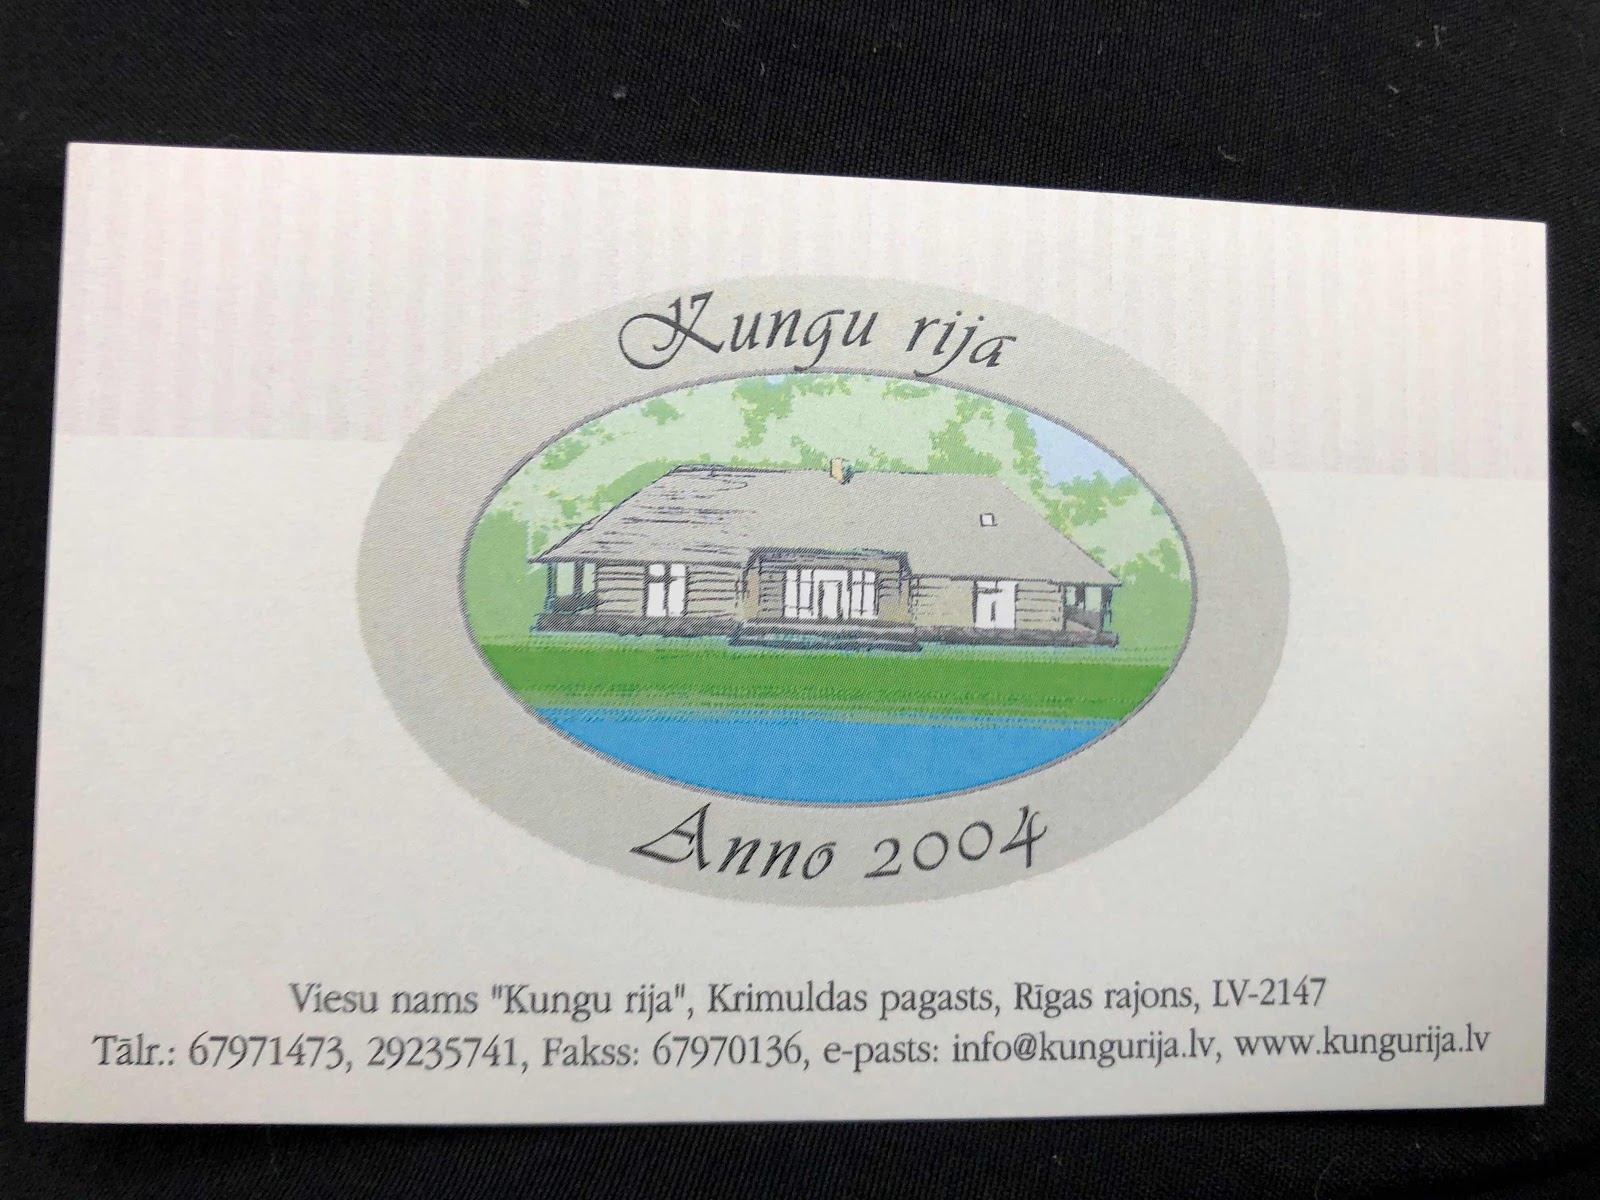 Kungu rija
Anno 2004
Viesu nams "Kungu rija", Krimuldas pagasts, Rīgas rajons, LV-2147
Tālr.: 67971473, 29235741, Fakss: 67970136, e-pasts: info@kungurija.lv, www.kungurija.lv